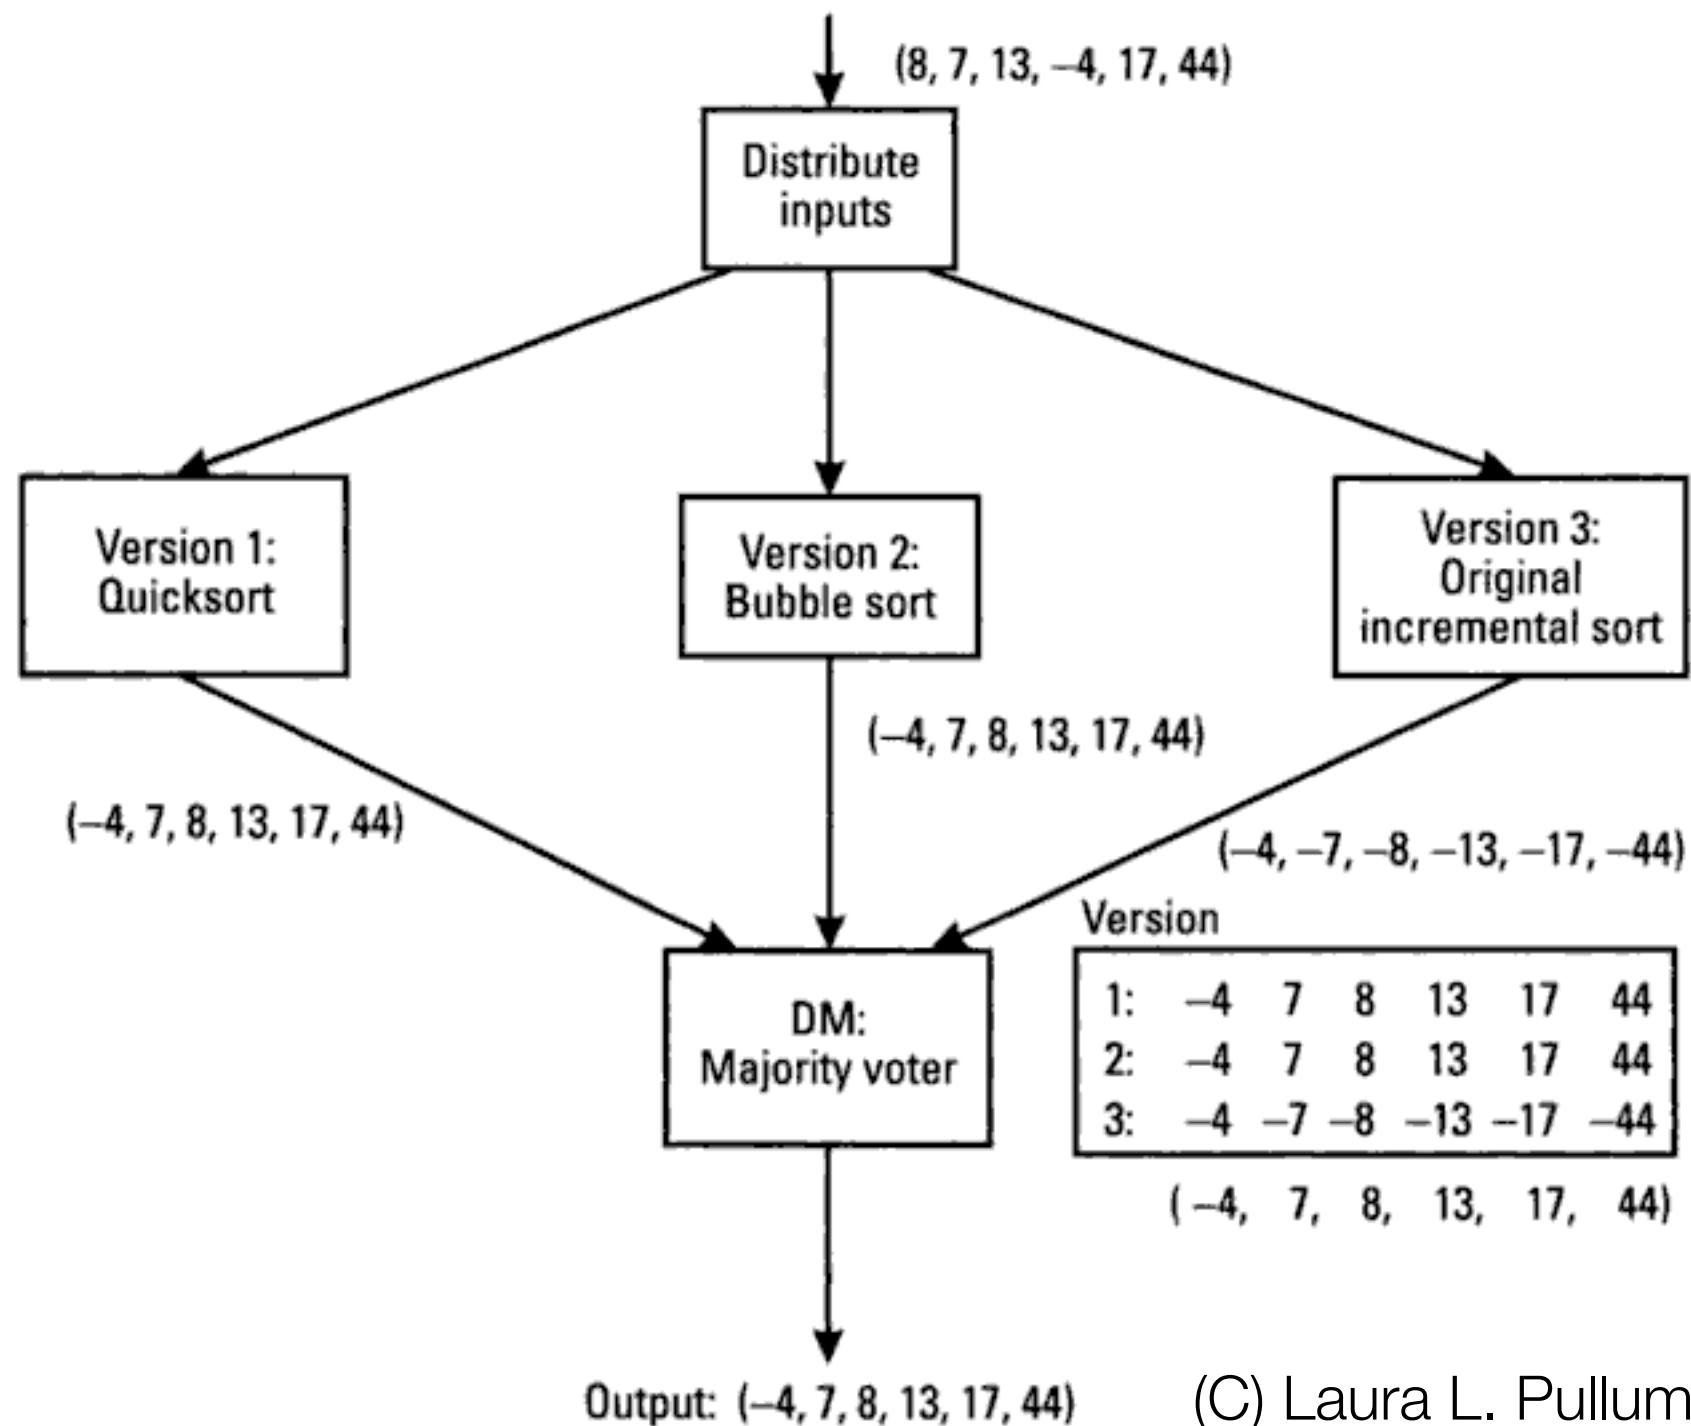 (8, 7, 13, –4, 17, 44)
Distribute
inputs
Version 1:
Quicksort
Version 2:
Bubble sort
Version 3:
Original
incremental sort
(–4, 7, 8, 13, 17, 44)
(–4, 7, 8, 13, 17, 44)
(–4, –7, –8, –13, –17, –44)
DM:
Majority voter
Version
1: –4 7 8 13 17 44
2: –4 7 8 13 17 44
3: –4 –7 –8 –13 –17 –44
( –4, 7, 8, 13, 17, 44)
Output: (–4, 7, 8, 13, 17, 44)
(C) Laura L. Pullum